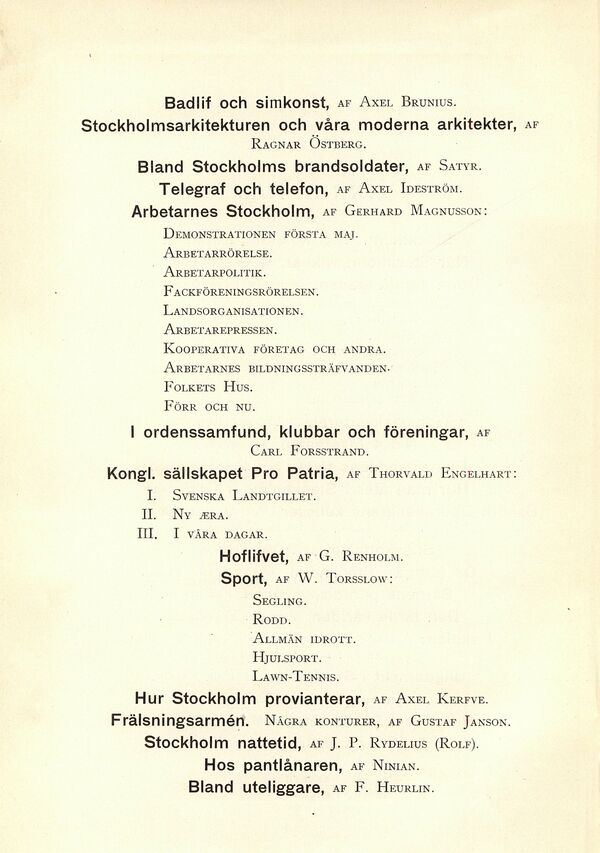 Badlif och simkonst, af Axel Brunius.
Stockholmsarkitekturen och våra moderna arkitekter, af
Ragnar Östberg.
Bland Stockholms brandsoldater, af Satyr.
Telegraf och telefon, af Axel Ideström.
Arbetarnes Stockholm, af Gerhard Magnusson:
Demonstrationen första maj.
Arbetarrörelse.
Arbetarpolitik.
Fackföreningsrörelsen.
Landsorganisationen.
Arbetarepressen.
Kooperativa företag och andra.
Arbetarnes bildningssträfvanden.
Folkets Hus.
Förr och nu.
I ordenssamfund, klubbar och föreningar, af
Carl Forsstrand.
Kongl. sällskapet Pro Patria, af Thorvald Engelhart:
I. Svenska Landtgillet.
II. Ny æra.
III. I våra dagar.
Hoflifvet, af G. Renholm.
Sport, af W. Torsslow:
Segling.
Rodd.
Allmän idrott.
Hjulsport.
Lawn-Tennis.
Hur Stockholm provianterar, af Axel Kerfve.
Frälsningsarmén. Några konturer, af Gustaf Janson.
Stockholm nattetid, af J. P. Rydelius (Rolf).
Hos pantlånaren, af Ninian.
Bland uteliggare, af F. Heurlin.